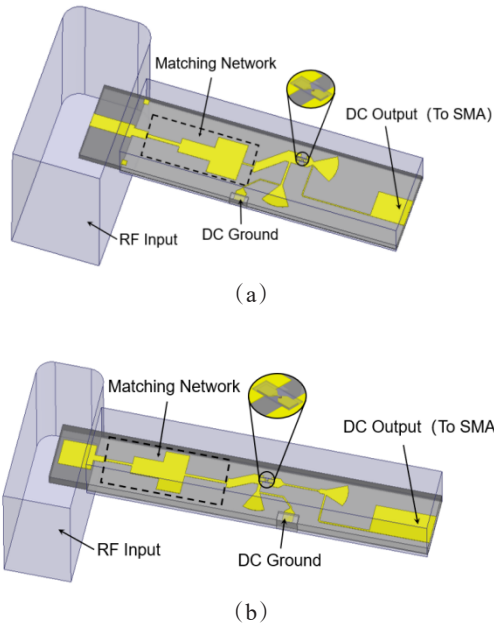 Matching Network
DC Output（To SMA)
RF Input
DC Ground
（a）
Matching Network
DC Output（To SMA
RF Input
DC Ground
（b）